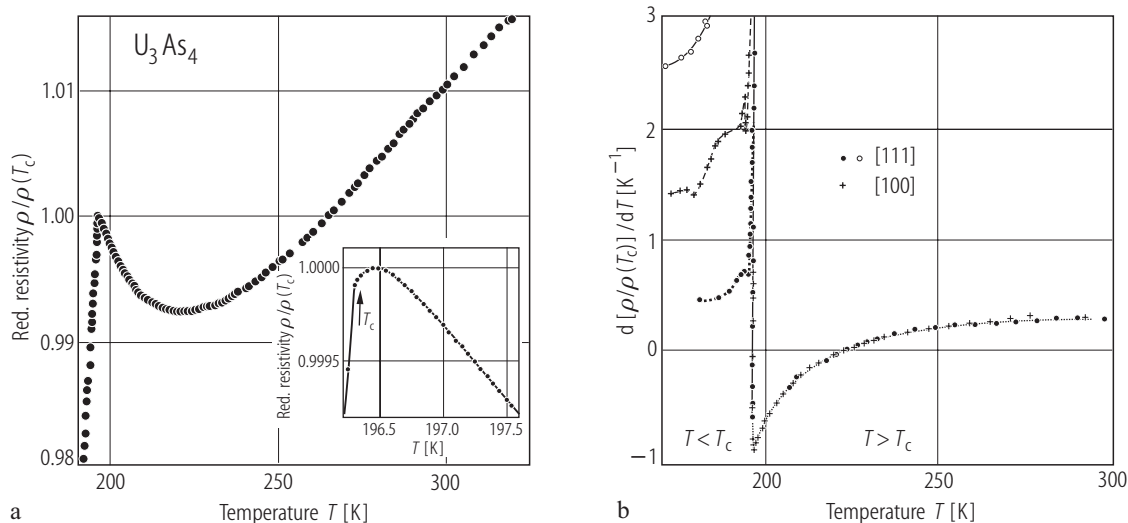 U₃As₄
Red. resistivity ρ/ρ(Tc)
1.01
1.00
0.99
0.98
200
250
300
Temperature T [K]
a
Red. resistivity ρ/ρ(Tc)
1.0000
0.9995
Tc
196.5
197.0
197.5
T [K]
d [ρ/ρ(Tc)] / dT [K⁻¹]
3
2
1
0
−1
[111]
[100]
T < Tc
T > Tc
200
250
300
Temperature T [K]
b